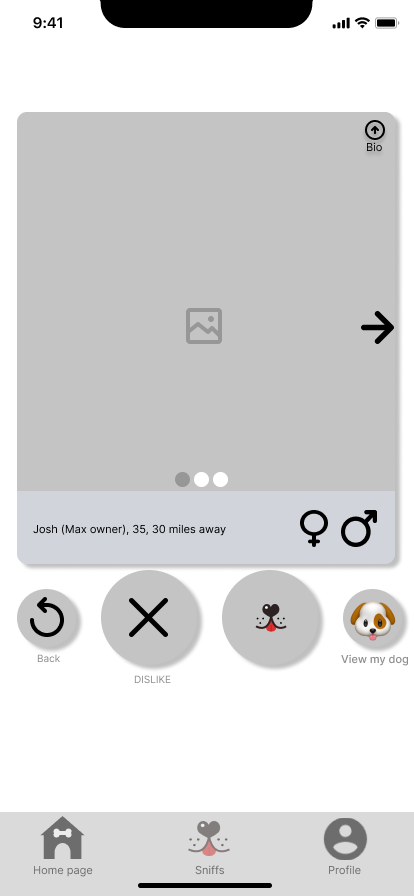 9:41
Bio
Josh (Max owner), 35, 30 miles away
Back
DISLIKE
View my dog
Home page
Sniffs
Profile